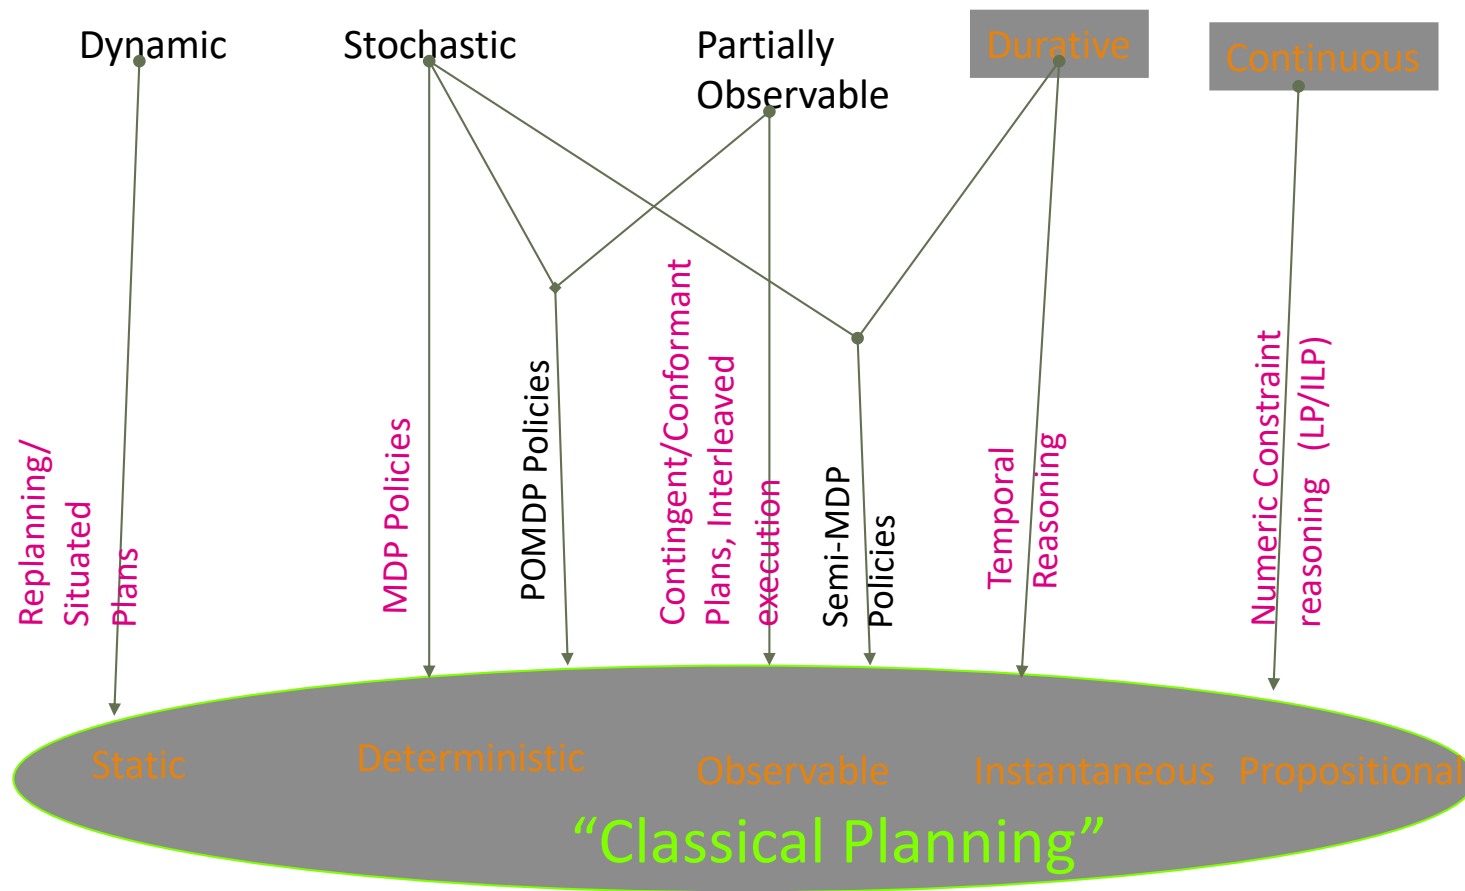 Dynamic
Stochastic
Partially
Observable
Durative
Continuous
Replanning/
Situated
Plans
MDP Policies
POMDP Policies
Contingent/Conformant
Plans, Interleaved
execution
Semi-MDP
Policies
Temporal
Reasoning
Numeric Constraint
reasoning (LP/ILP)
Static
Deterministic
Observable
Instantaneous
Propositional
“Classical Planning”